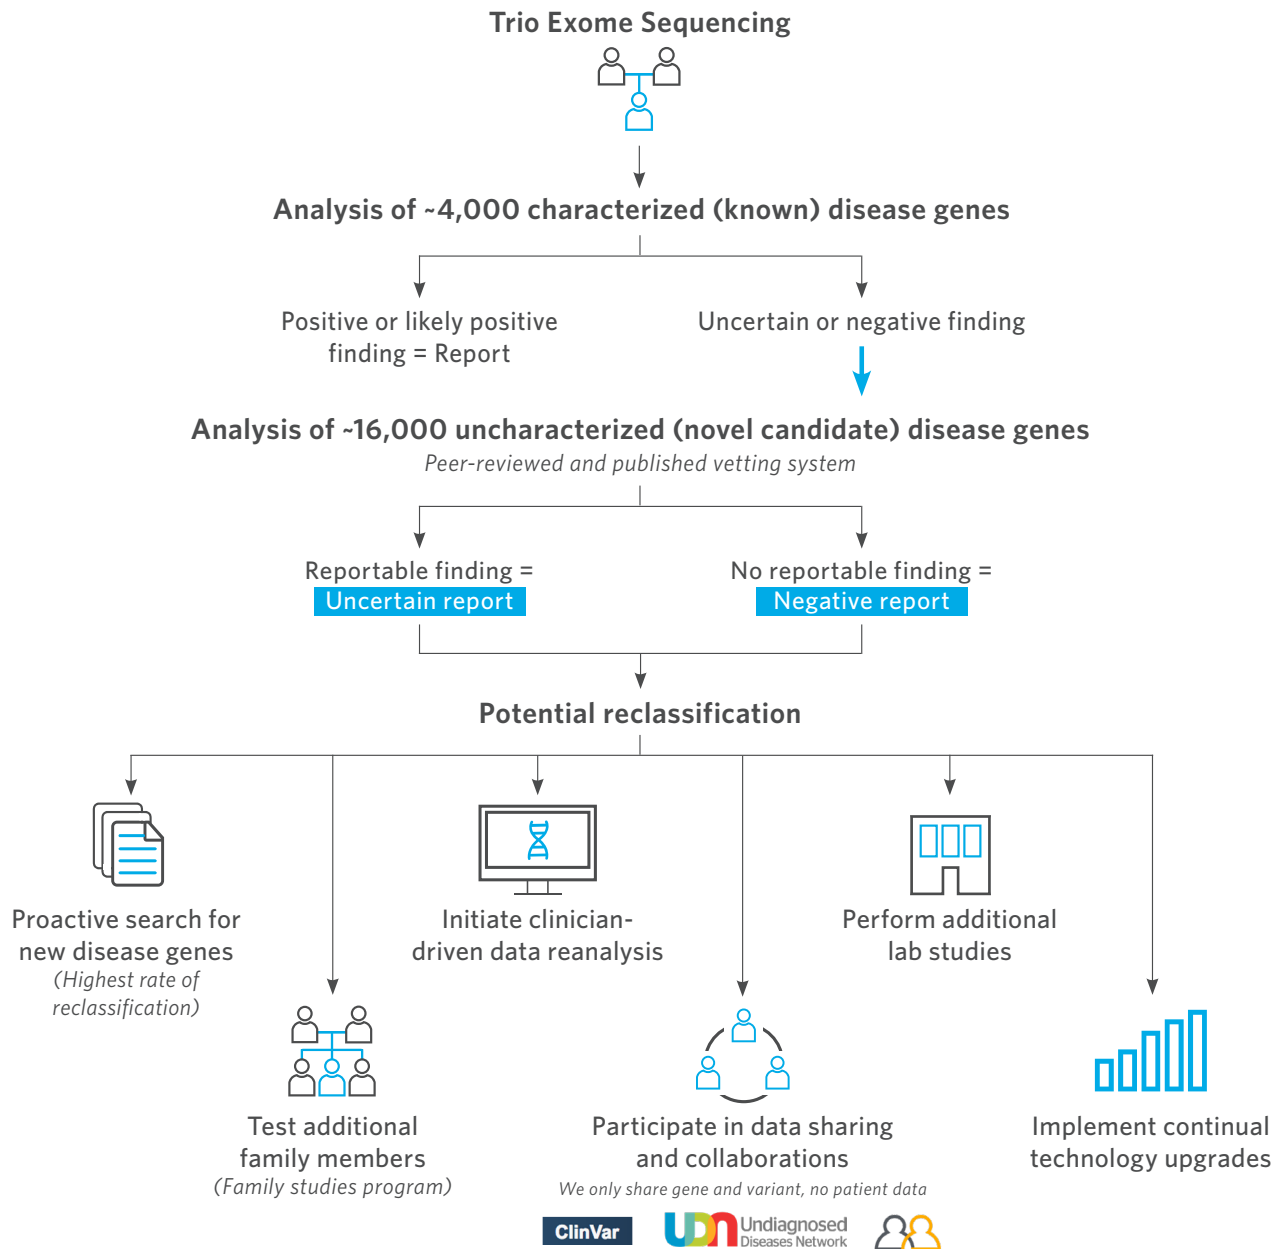 Trio Exome Sequencing
Analysis of ~4,000 characterized (known) disease genes
Positive or likely positive
finding = Report
Uncertain or negative finding
Analysis of ~16,000 uncharacterized (novel candidate) disease genes
Peer-reviewed and published vetting system
Reportable finding =
Uncertain report
No reportable finding =
Negative report
Potential reclassification
Proactive search for
new disease genes
(Highest rate of
reclassification)
Initiate clinician-
driven data reanalysis
Perform additional
lab studies
Test additional
family members
(Family studies program)
Participate in data sharing
and collaborations
We only share gene and variant, no patient data
ClinVar
UDN Undiagnosed
Diseases Network
Implement continual
technology upgrades